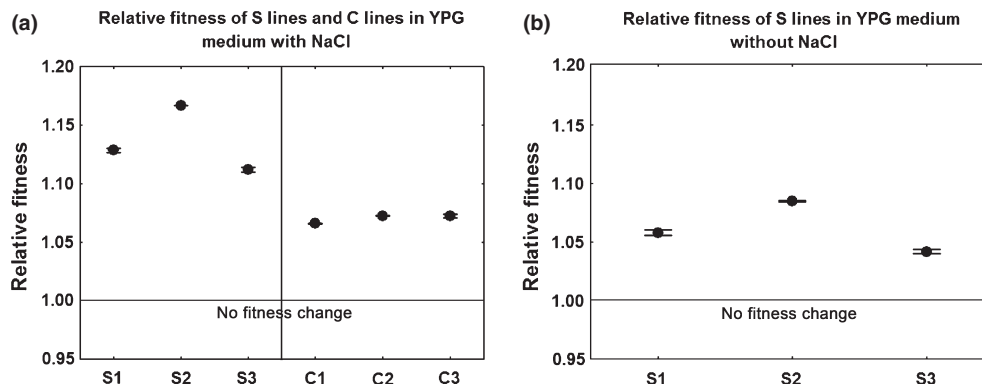 (a)
Relative fitness of S lines and C lines in YPG
medium with NaCl
Relative fitness
1.20
1.15
1.10
1.05
1.00
0.95
No fitness change
S1 S2 S3 C1 C2 C3
(b)
Relative fitness of S lines in YPG medium
without NaCl
Relative fitness
1.20
1.15
1.10
1.05
1.00
0.95
No fitness change
S1 S2 S3